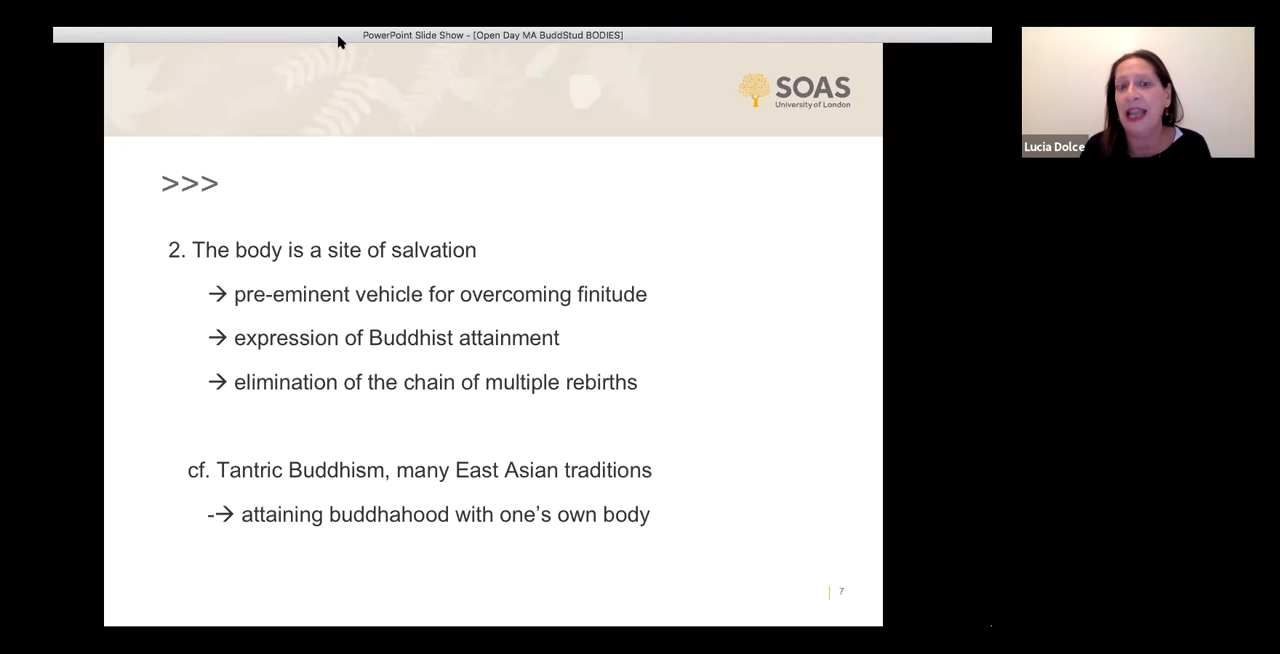 PowerPoint Slide Show - [Open Day MA BuddStud BODIES]
SOAS
University of London
Lucia Dolce
>>>
2. The body is a site of salvation
→ pre-eminent vehicle for overcoming finitude
→ expression of Buddhist attainment
→ elimination of the chain of multiple rebirths
cf. Tantric Buddhism, many East Asian traditions
-→ attaining buddhahood with one’s own body
7